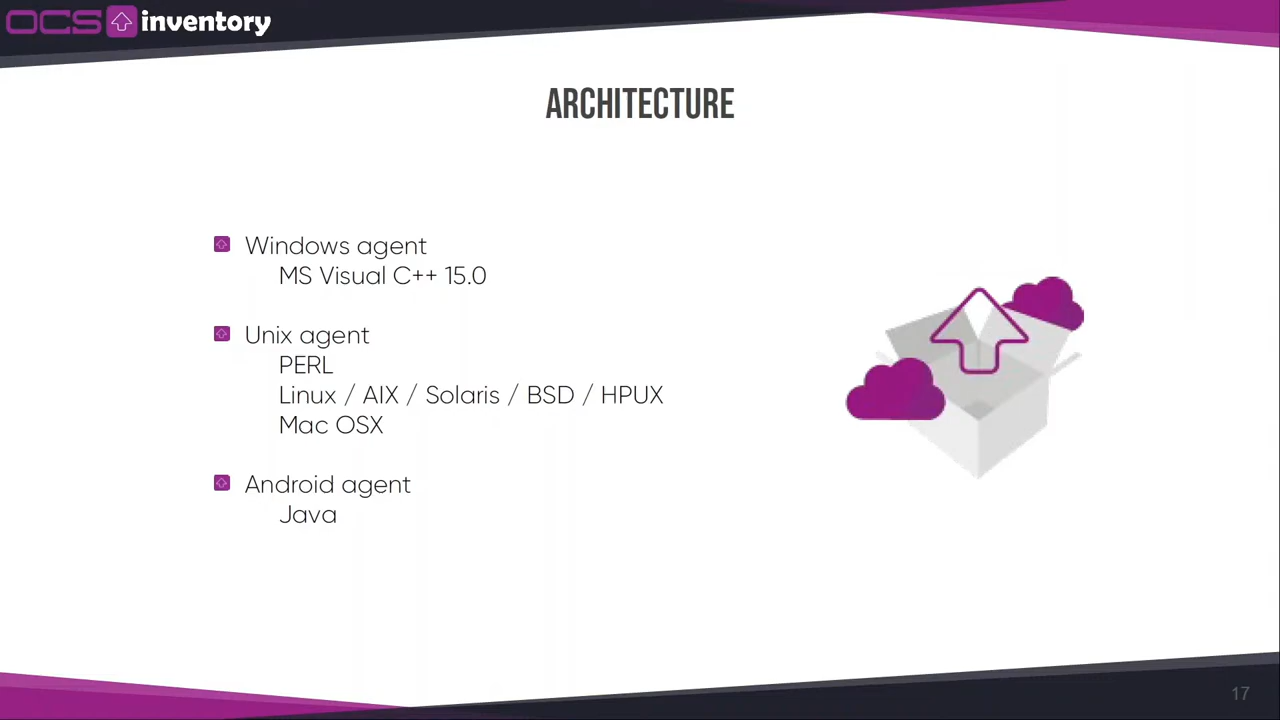 OCS inventory
ARCHITECTURE
Windows agent
MS Visual C++ 15.0
Unix agent
PERL
Linux / AIX / Solaris / BSD / HPUX
Mac OSX
Android agent
Java
17